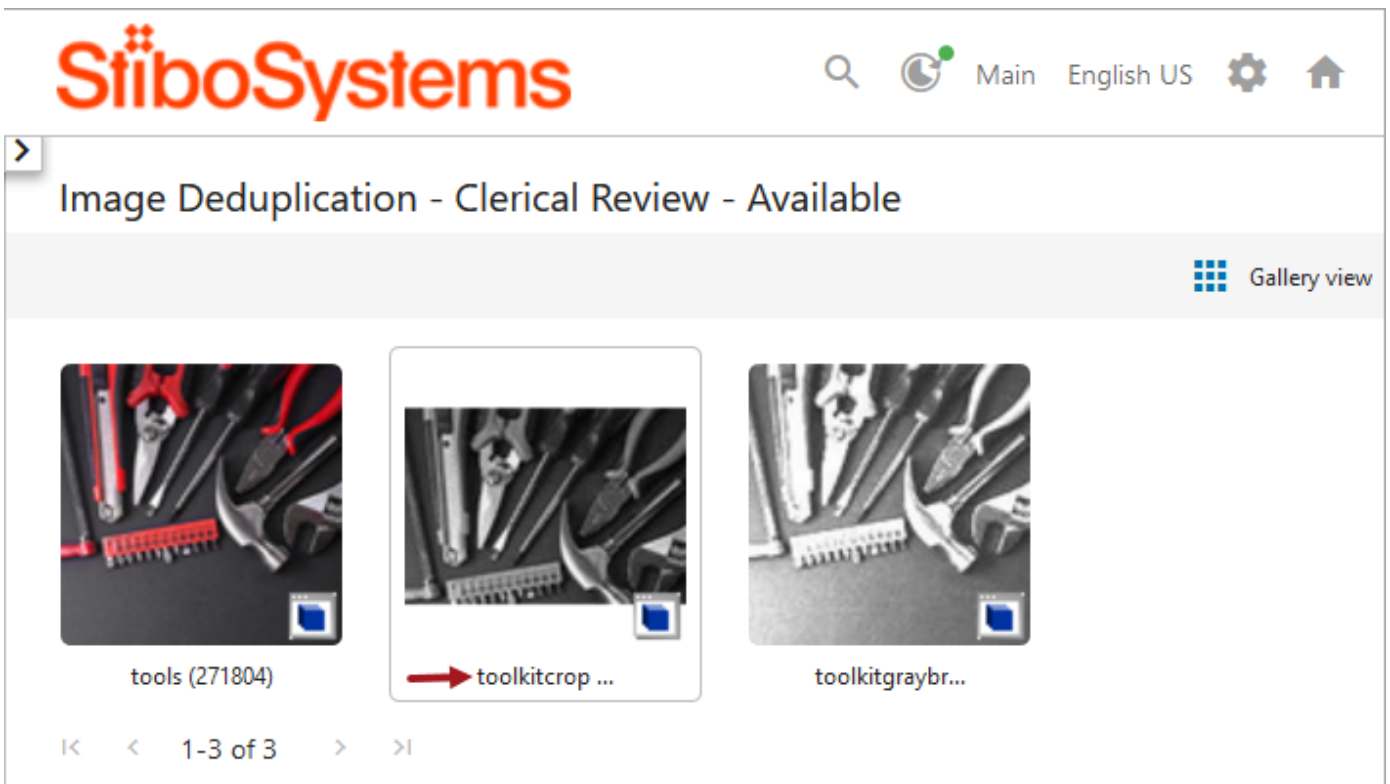 StiboSystems
Main English US
Image Deduplication - Clerical Review - Available
Gallery view
tools (271804)
toolkitcrop ...
toolkitgraybr...
1-3 of 3